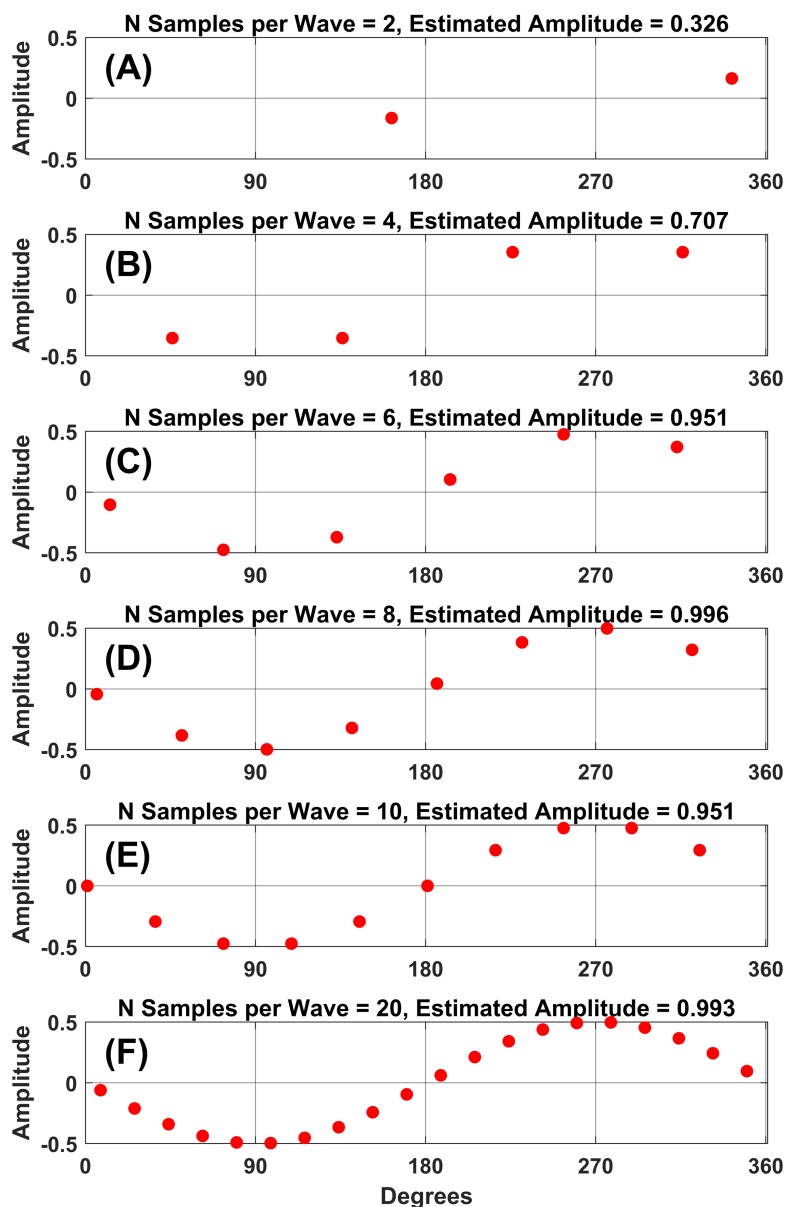 N Samples per Wave = 2, Estimated Amplitude = 0.326
(A)
Amplitude
0.5
0
-0.5
0 90 180 270 360
N Samples per Wave = 4, Estimated Amplitude = 0.707
(B)
Amplitude
0.5
0
-0.5
0 90 180 270 360
N Samples per Wave = 6, Estimated Amplitude = 0.951
(C)
Amplitude
0.5
0
-0.5
0 90 180 270 360
N Samples per Wave = 8, Estimated Amplitude = 0.996
(D)
Amplitude
0.5
0
-0.5
0 90 180 270 360
N Samples per Wave = 10, Estimated Amplitude = 0.951
(E)
Amplitude
0.5
0
-0.5
0 90 180 270 360
N Samples per Wave = 20, Estimated Amplitude = 0.993
(F)
Amplitude
0.5
0
-0.5
0 90 180 270 360
Degrees